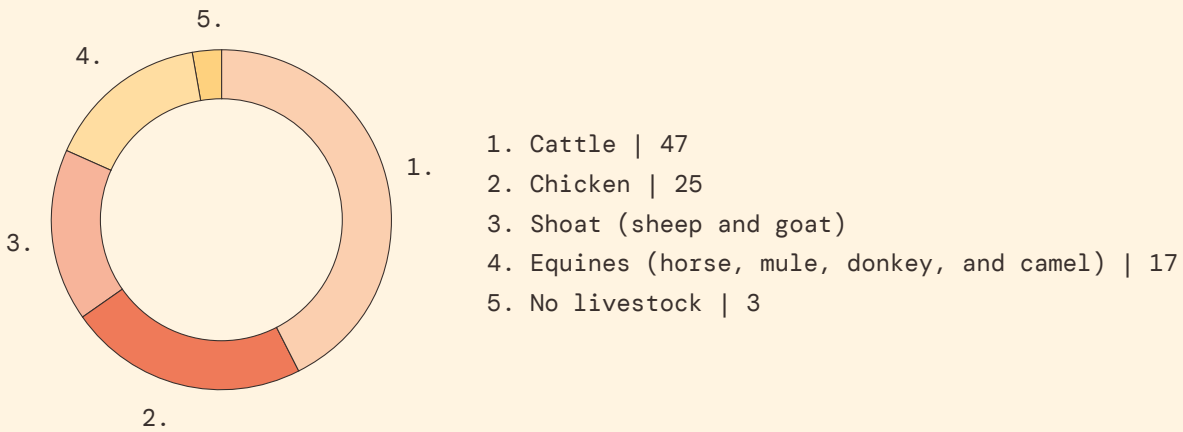 5.
4.
1.
3.
2.
1. Cattle | 47
2. Chicken | 25
3. Shoat (sheep and goat)
4. Equines (horse, mule, donkey, and camel) | 17
5. No livestock | 3